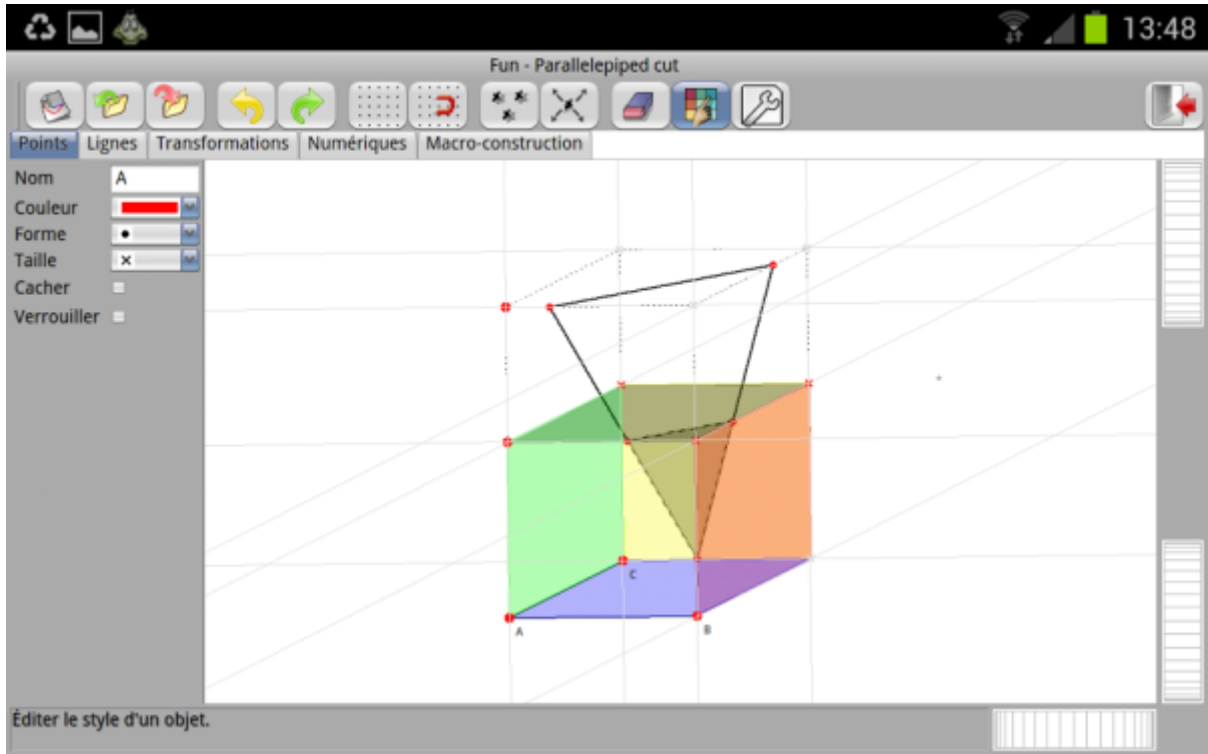 13:48
Fun - Parallelepiped cut
Points Lignes Transformations Numériques Macro-construction
Nom A
Couleur
Forme
Taille
Cacher
Verrouiller
C
A B
Éditer le style d'un objet.